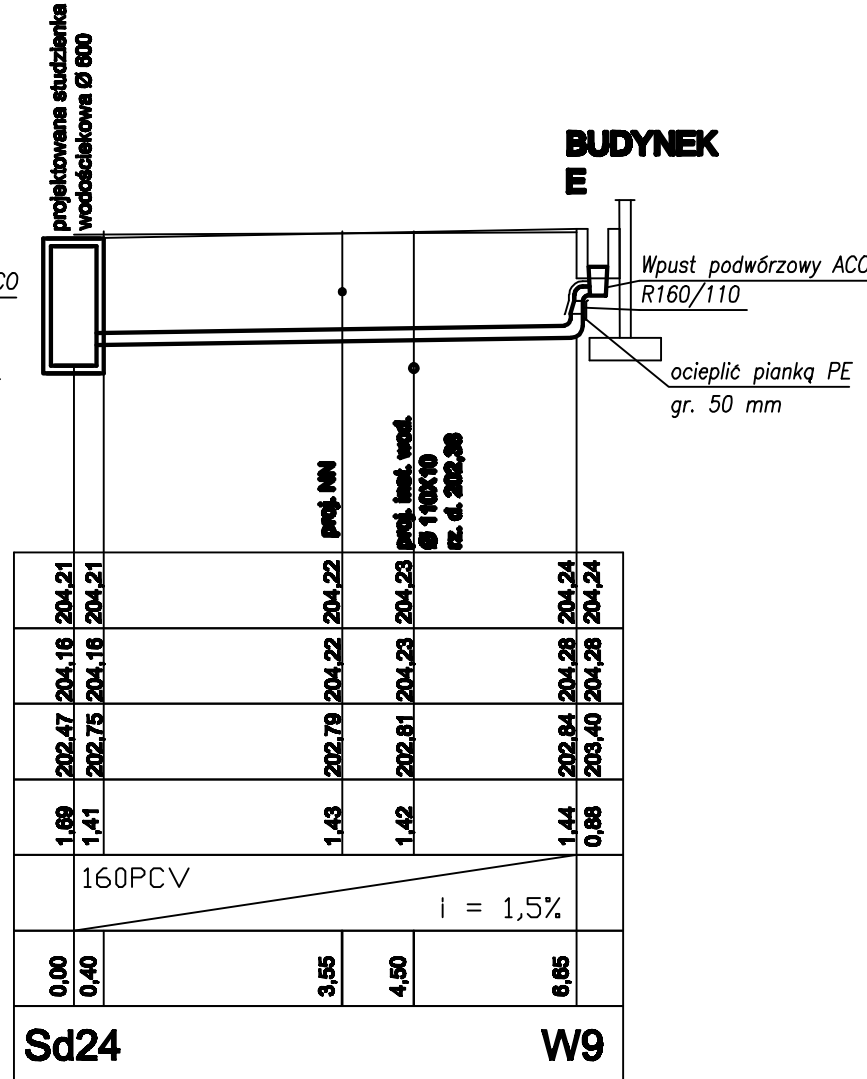 projektowana studzienka
wodościekowa Ø 600
BUDYNEK
E
CO
Wpust podwórzowy ACO
R160/110
ocieplić pianką PE
gr. 50 mm
proj. NN
proj. inst. wod.
Ø 110X10
rz. d. 202,38
204,21 204,21 204,22 204,23 204,24 204,24
204,16 204,16 204,22 204,23 204,28 204,28
202,47 202,75 202,79 202,81 202,84 203,40
1,69 1,41 1,43 1,42 1,44 0,88
160PCV
i = 1,5%
0,00 0,40 3,55 4,50 6,65
Sd24 W9